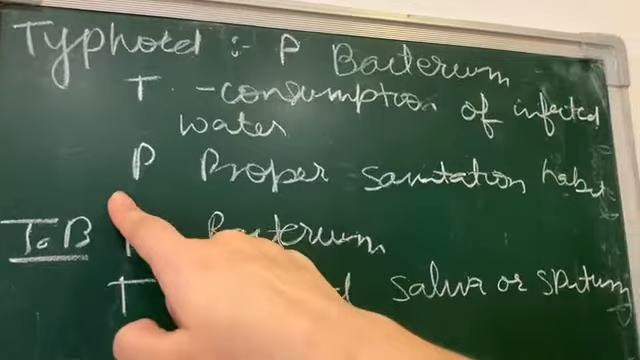 Typhoid :- P Bacterium
T. - consumption of infected
water
P Proper sanitation habit
T.B Bacterium
T saliva or sputum